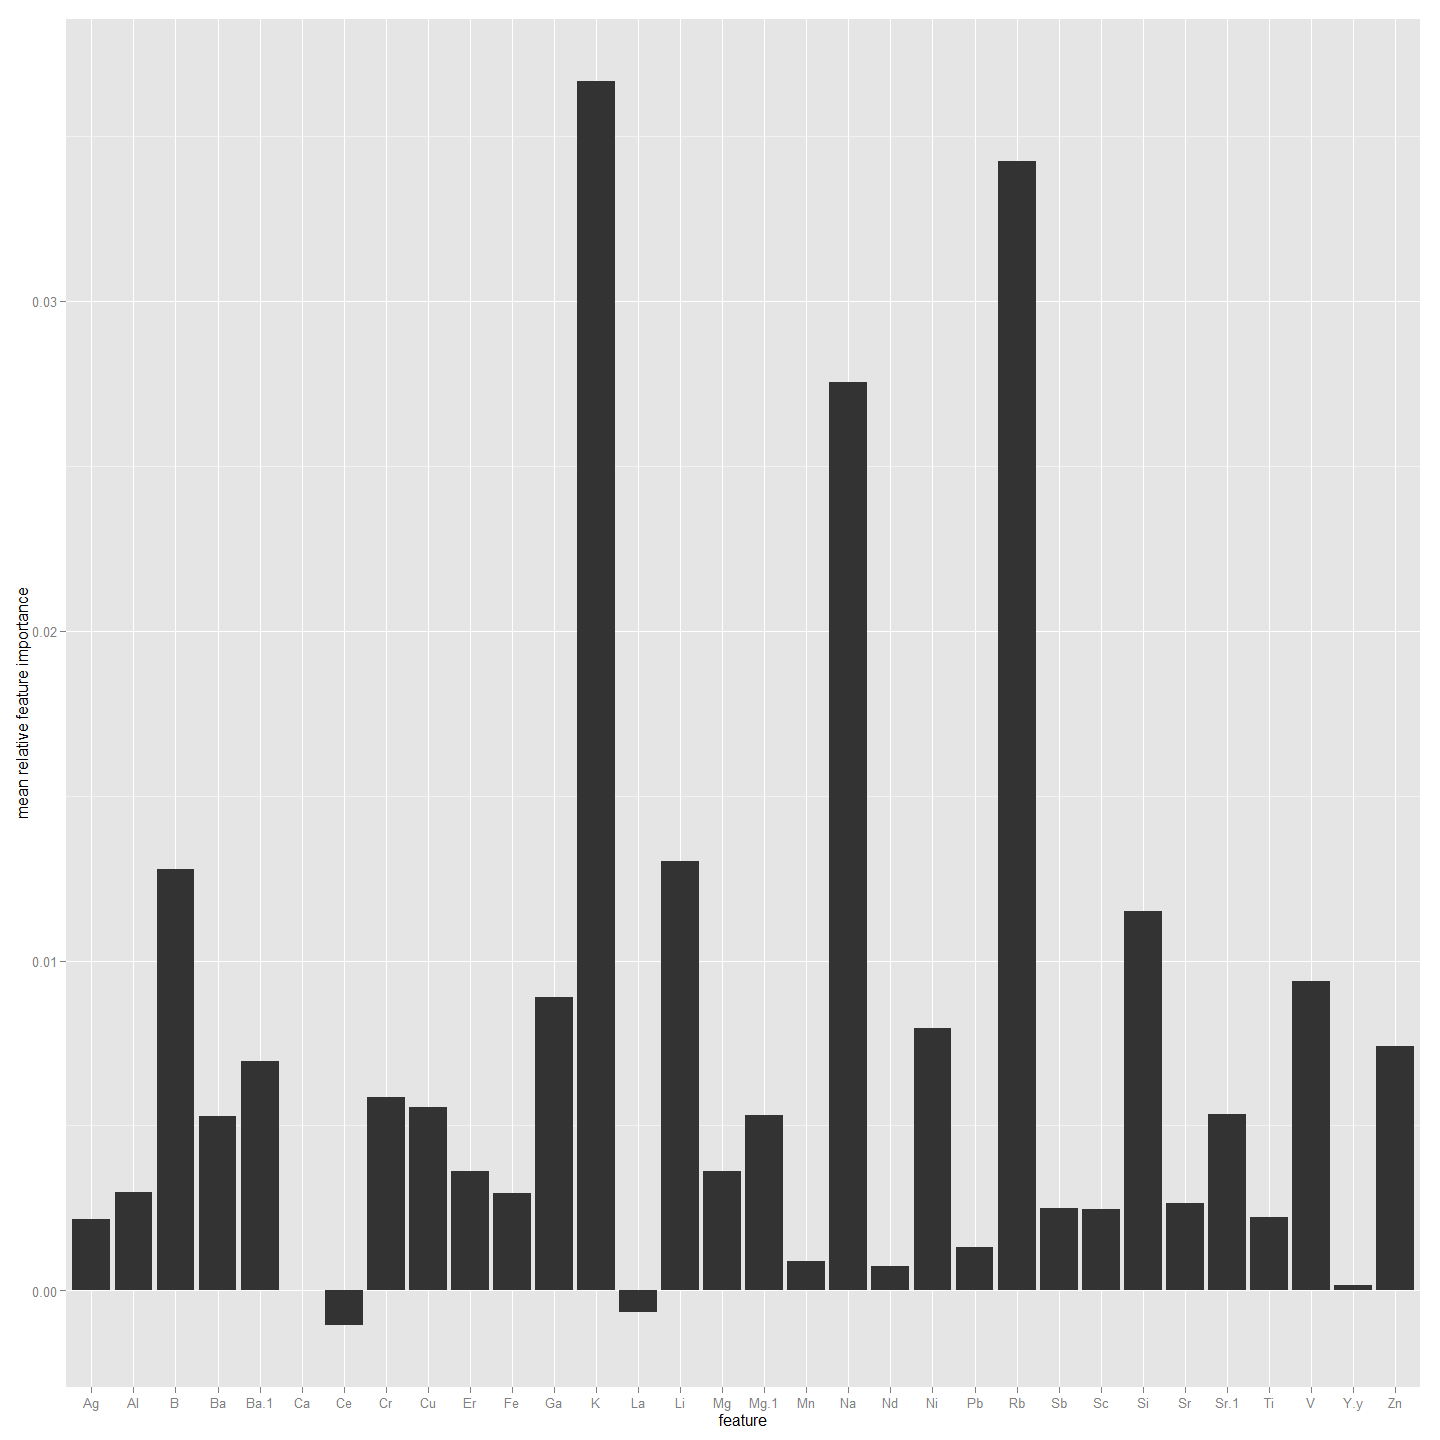 mean relative feature importance
0.03
0.02
0.01
0.00
Ag Al B Ba Ba.1 Ca Ce Cr Cu Er Fe Ga K La Li Mg Mg.1 Mn Na Nd Ni Pb Rb Sb Sc Si Sr Sr.1 Ti V Y.y Zn
feature